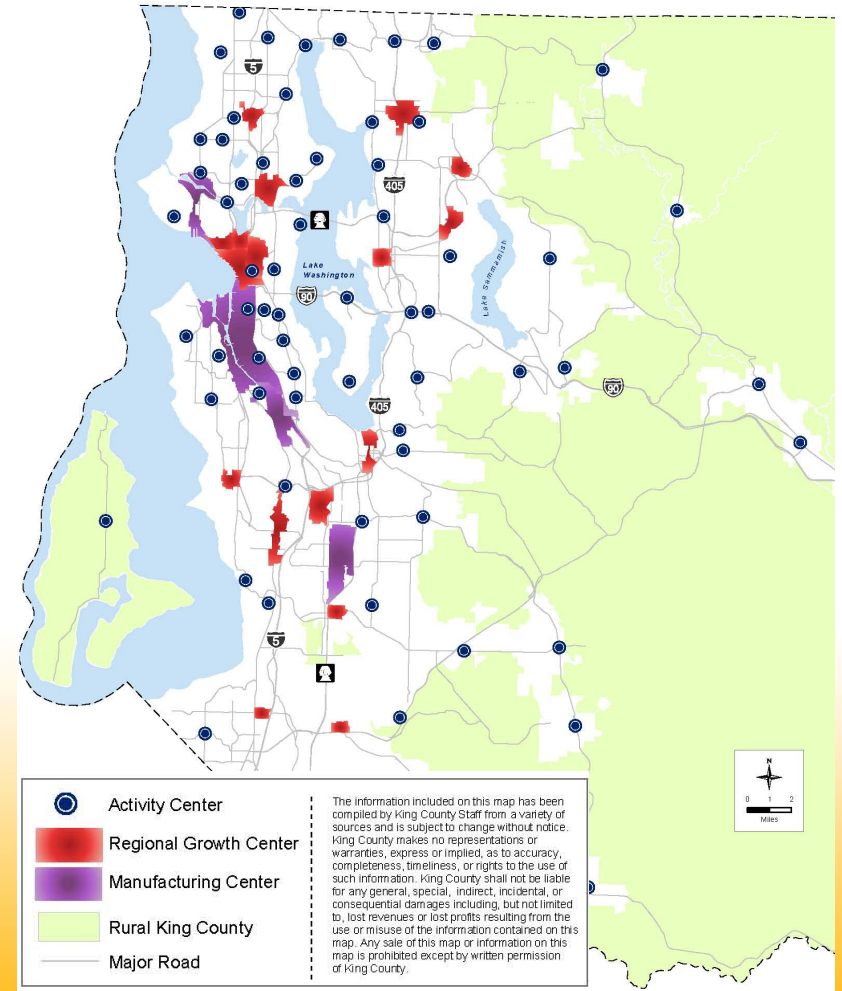 5
405
Lake
Washington
90
Lake Sammamish
90
405
5
N
0 1 2
Miles
Activity Center
Regional Growth Center
Manufacturing Center
Rural King County
Major Road
The information included on this map has been
compiled by King County Staff from a variety of
sources and is subject to change without notice.
King County makes no representations or
warranties, express or implied, as to accuracy,
completeness, timeliness, or rights to the use of
such information. King County shall not be liable
for any general, special, indirect, incidental, or
consequential damages including, but not limited
to, lost revenues or lost profits resulting from the
use or misuse of the information contained on this
map. Any sale of this map or information on this
map is prohibited except by written permission
of King County.